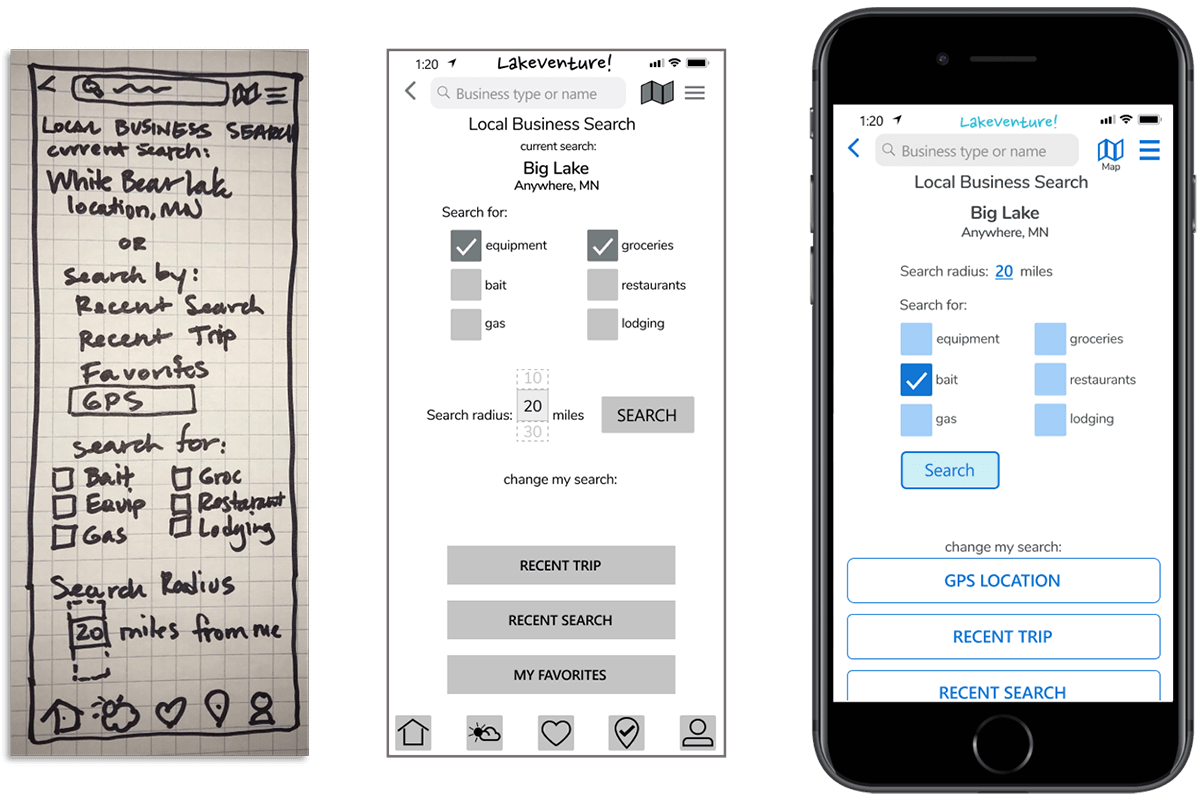 LOCAL BUSINESS SEARCH
current search:
White Bear Lake
location, MN
OR
search by:
Recent Search
Recent Trip
Favorites
GPS
search for:
Bait
Groc
Equip
Restarant
Gas
Lodging
Search Radius
20 miles from me
1:20
Lakeventure!
Business type or name
Local Business Search
current search:
Big Lake
Anywhere, MN
Search for:
equipment
groceries
bait
restaurants
gas
lodging
10
Search radius: 20 miles
30
SEARCH
change my search:
RECENT TRIP
RECENT SEARCH
MY FAVORITES
1:20
Lakeventure!
Business type or name
Map
Local Business Search
Big Lake
Anywhere, MN
Search radius: 20 miles
Search for:
equipment
groceries
bait
restaurants
gas
lodging
Search
change my search:
GPS LOCATION
RECENT TRIP
RECENT SEARCH